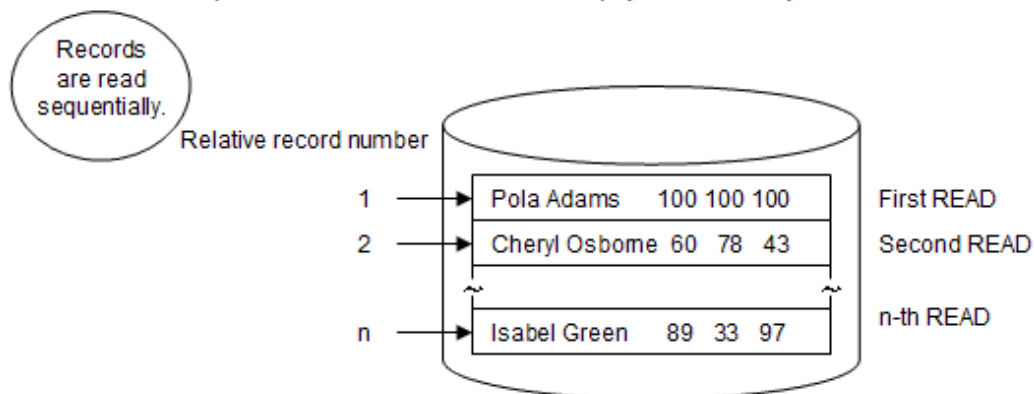 Records
are read
sequentially.
Relative record number
1 Pola Adams 100 100 100 First READ
2 Cheryl Osborne 60 78 43 Second READ
~ ~
n Isabel Green 89 33 97 n-th READ